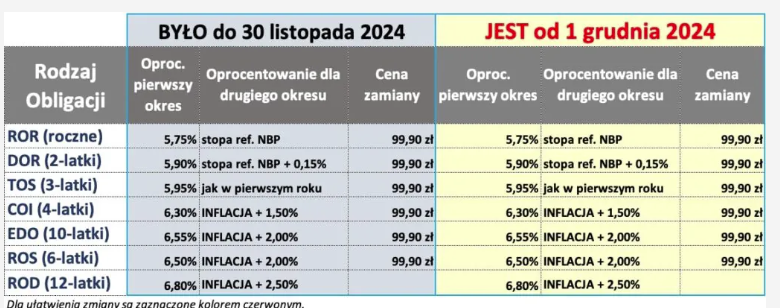 BYŁO do 30 listopada 2024 JEST od 1 grudnia 2024
Rodzaj Obligacji Oproc. pierwszy okres Oprocentowanie dla drugiego okresu Cena zamiany Oproc. pierwszy okres Oprocentowanie dla drugiego okresu Cena zamiany
ROR (roczne) 5,75% stopa ref. NBP 99,90 zł 5,75% stopa ref. NBP 99,90 zł
DOR (2-latki) 5,90% stopa ref. NBP + 0,15% 99,90 zł 5,90% stopa ref. NBP + 0,15% 99,90 zł
TOS (3-latki) 5,95% jak w pierwszym roku 99,90 zł 5,95% jak w pierwszym roku 99,90 zł
COI (4-latki) 6,30% INFLACJA + 1,50% 99,90 zł 6,30% INFLACJA + 1,50% 99,90 zł
EDO (10-latki) 6,55% INFLACJA + 2,00% 99,90 zł 6,55% INFLACJA + 2,00% 99,90 zł
ROS (6-latki) 6,50% INFLACJA + 2,00% 99,90 zł 6,50% INFLACJA + 2,00% 99,90 zł
ROD (12-latki) 6,80% INFLACJA + 2,50% 6,80% INFLACJA + 2,50%
Dla ułatwienia zmiany są zaznaczone kolorem czerwonym.